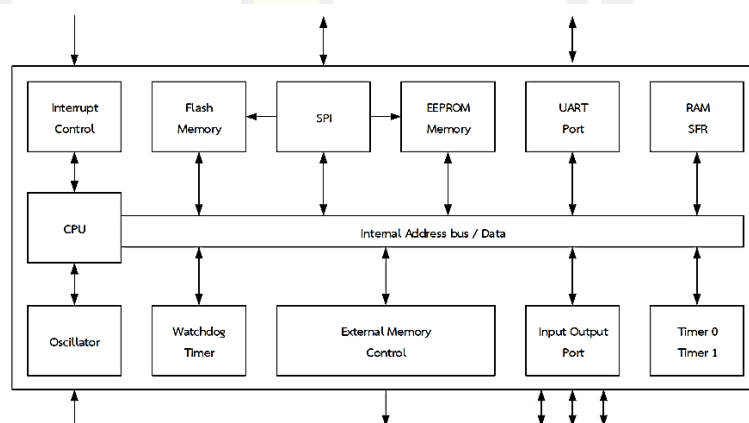 Interrupt
Control
Flash
Memory
SPI
EEPROM
Memory
UART
Port
RAM
SFR
CPU
Internal Address bus / Data
Oscillator
Watchdog
Timer
External Memory
Control
Input Output
Port
Timer 0
Timer 1